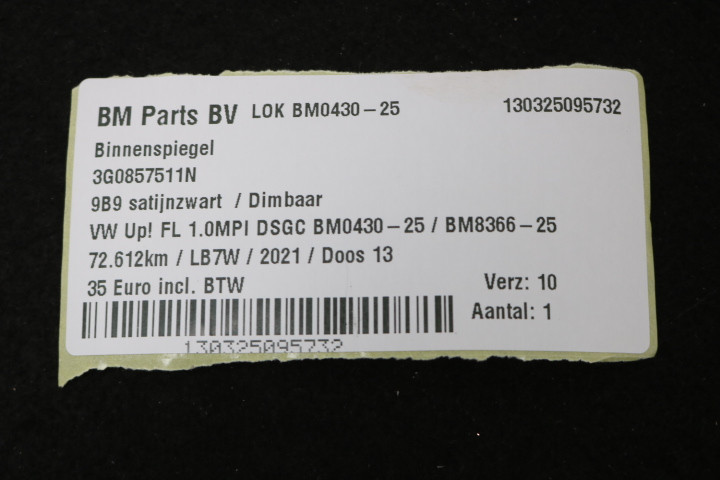 BM Parts BV LOK BM0430-25 130325095732
Binnenspiegel
3G0857511N
9B9 satijnzwart / Dimbaar
VW Up! FL 1.0MPI DSGC BM0430-25 / BM8366-25
72.612km / LB7W / 2021 / Doos 13
35 Euro incl. BTW Verz: 10
Aantal: 1
130325095732